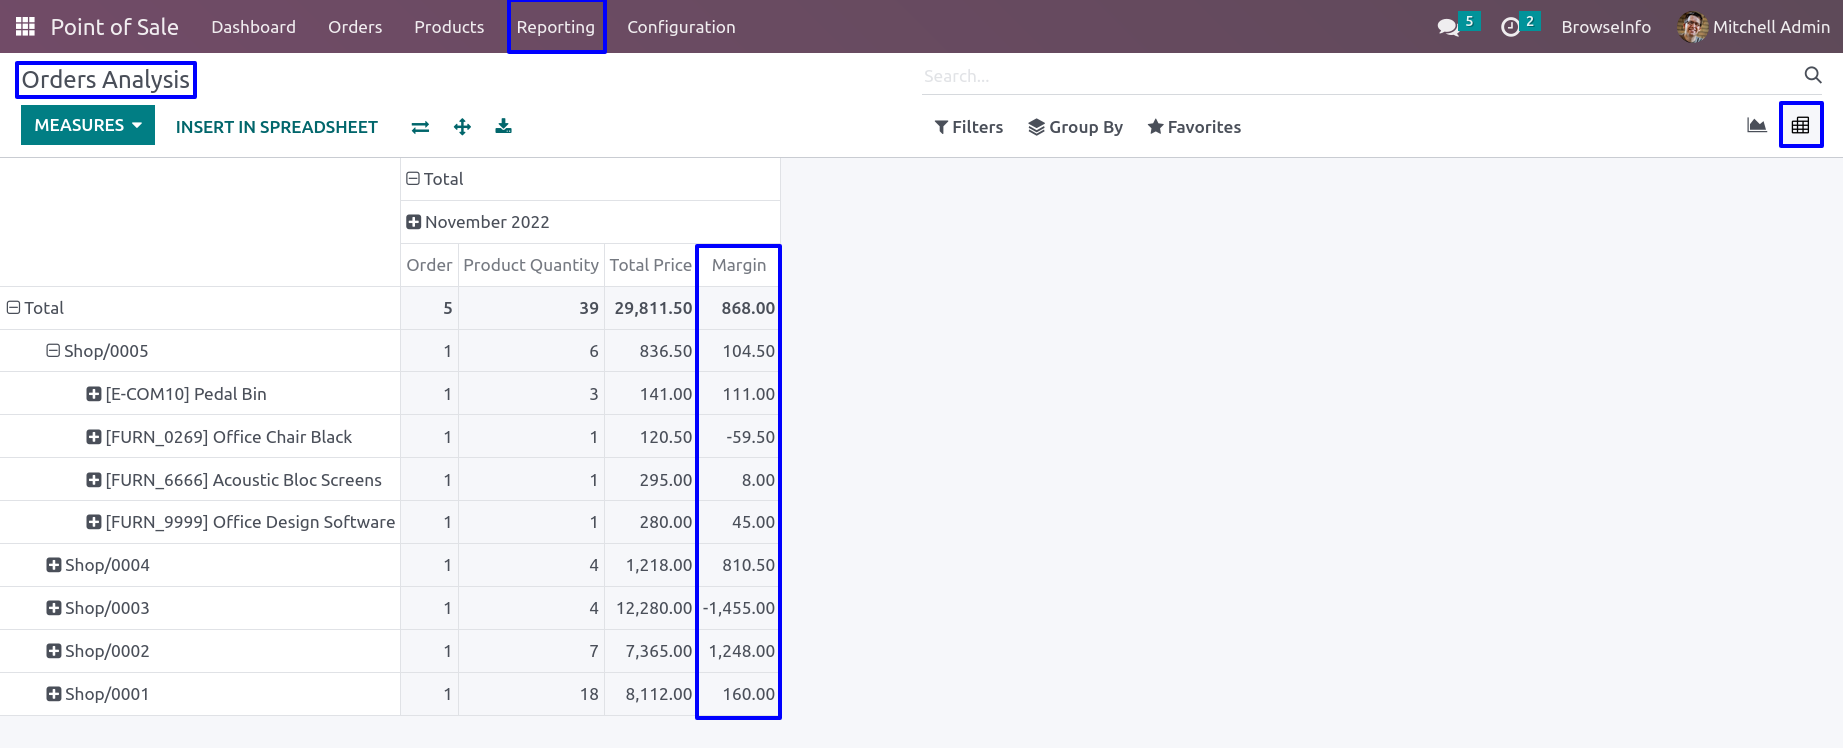 Point of Sale Dashboard Orders Products Reporting Configuration 5 2 BrowseInfo Mitchell Admin
Orders Analysis Search...
MEASURES INSERT IN SPREADSHEET Filters Group By Favorites
Total
November 2022
Order Product Quantity Total Price Margin
Total 5 39 29,811.50 868.00
Shop/0005 1 6 836.50 104.50
[E-COM10] Pedal Bin 1 3 141.00 111.00
[FURN_0269] Office Chair Black 1 1 120.50 -59.50
[FURN_6666] Acoustic Bloc Screens 1 1 295.00 8.00
[FURN_9999] Office Design Software 1 1 280.00 45.00
Shop/0004 1 4 1,218.00 810.50
Shop/0003 1 4 12,280.00 -1,455.00
Shop/0002 1 7 7,365.00 1,248.00
Shop/0001 1 18 8,112.00 160.00